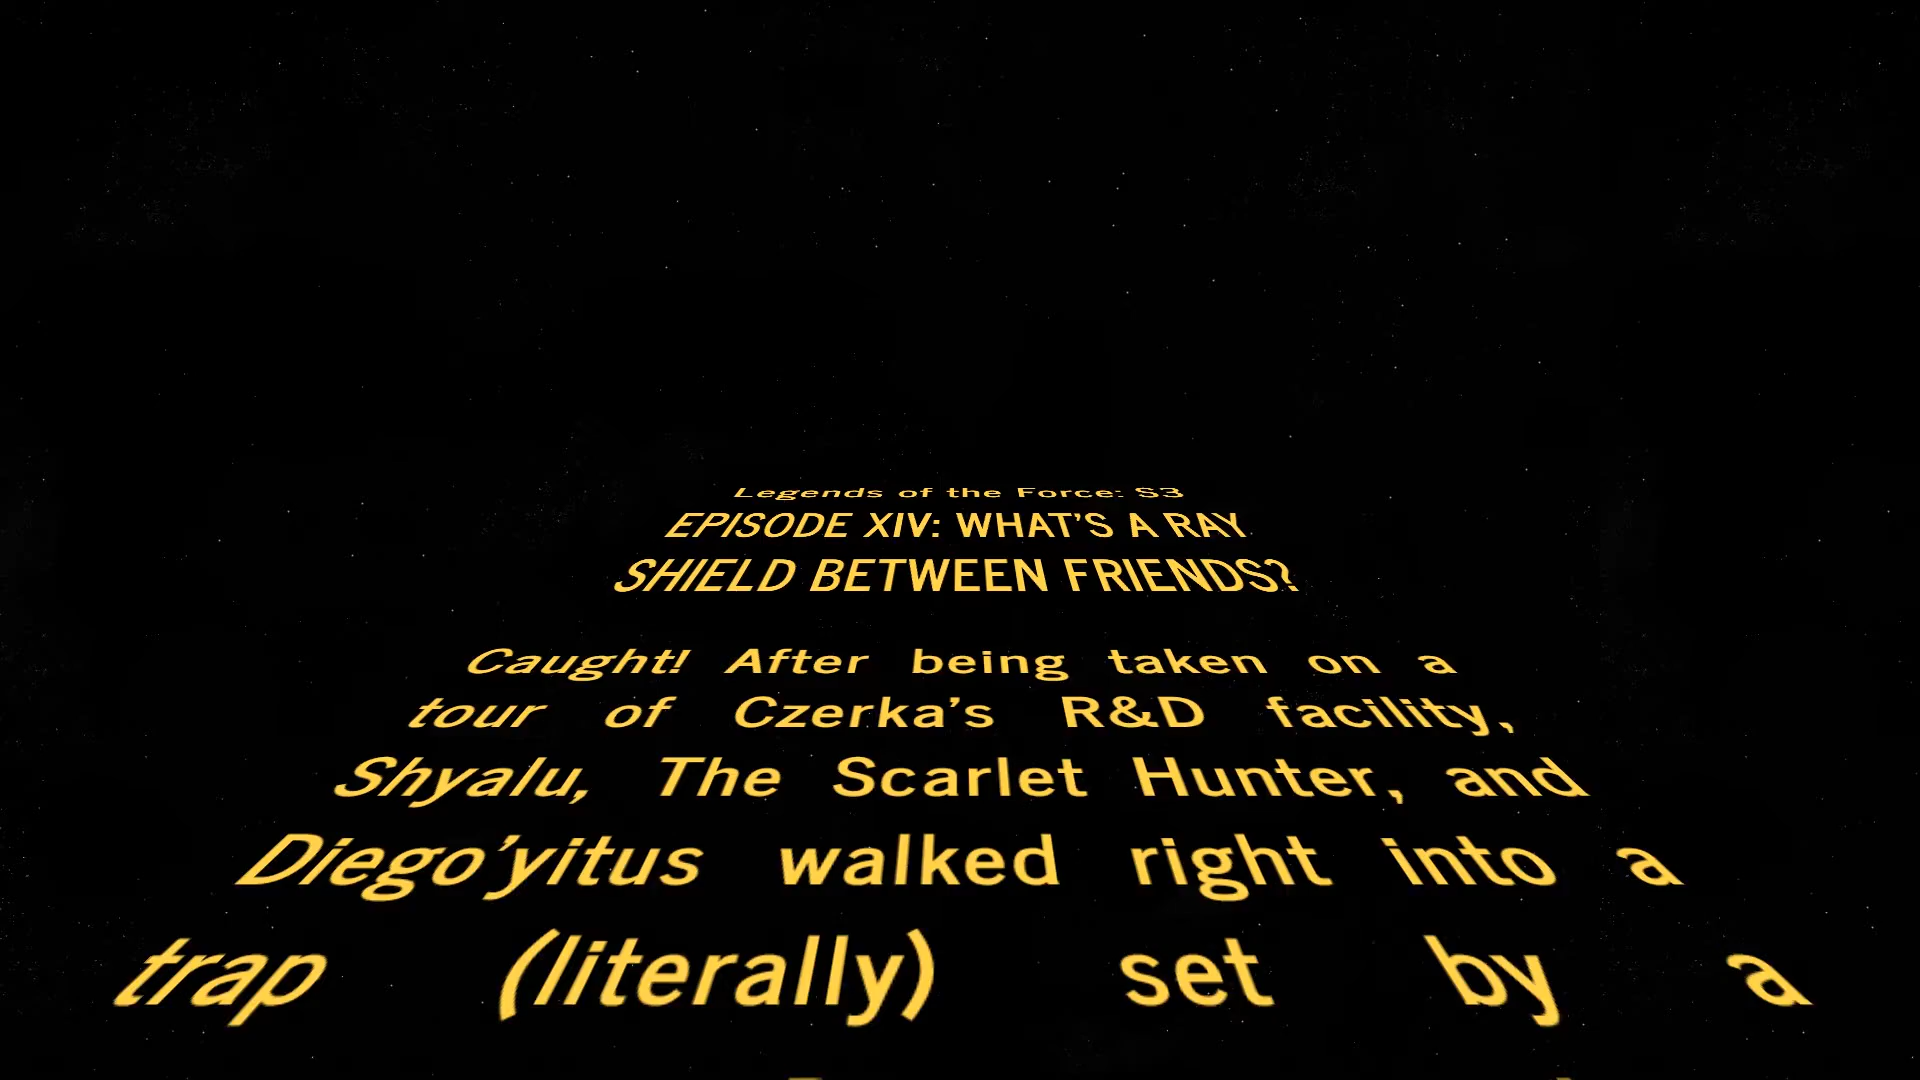 Legends of the Force: S3
EPISODE XIV: WHAT’S A RAY
SHIELD BETWEEN FRIENDS?
Caught! After being taken on a
tour of Czerka’s R&D facility,
Shyalu, The Scarlet Hunter, and
Diego’yitus walked right into a
trap (literally) set by a